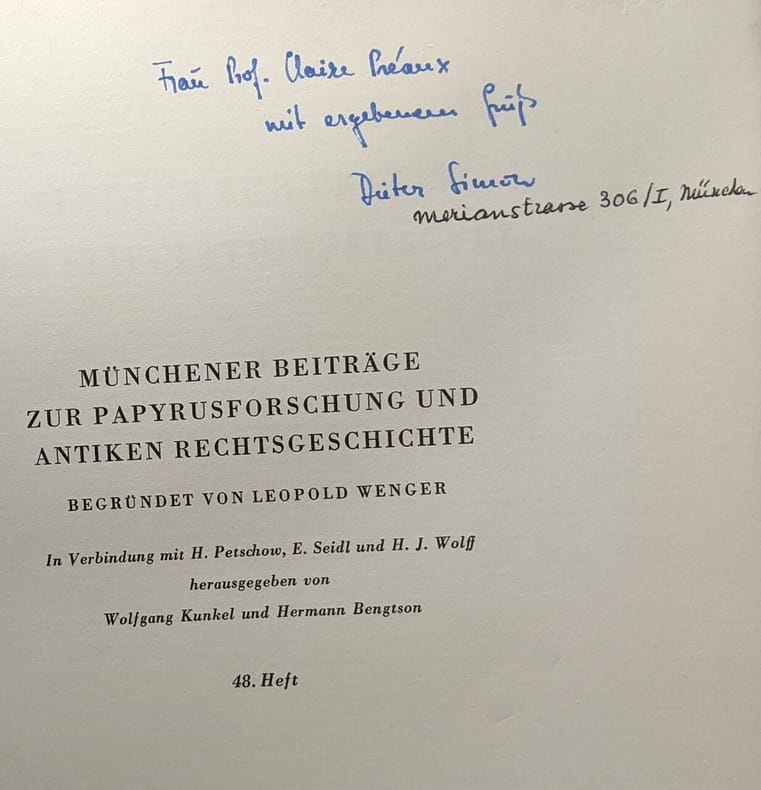 Frau Prof. Claire Préaux
mit ergebenem Gruß
Dieter Simon
Merianstrasse 306/I, München
MÜNCHENER BEITRÄGE
ZUR PAPYRUSFORSCHUNG UND
ANTIKEN RECHTSGESCHICHTE
BEGRÜNDET VON LEOPOLD WENGER
In Verbindung mit H. Petschow, E. Seidl und H. J. Wolff
herausgegeben von
Wolfgang Kunkel und Hermann Bengtson
48. Heft